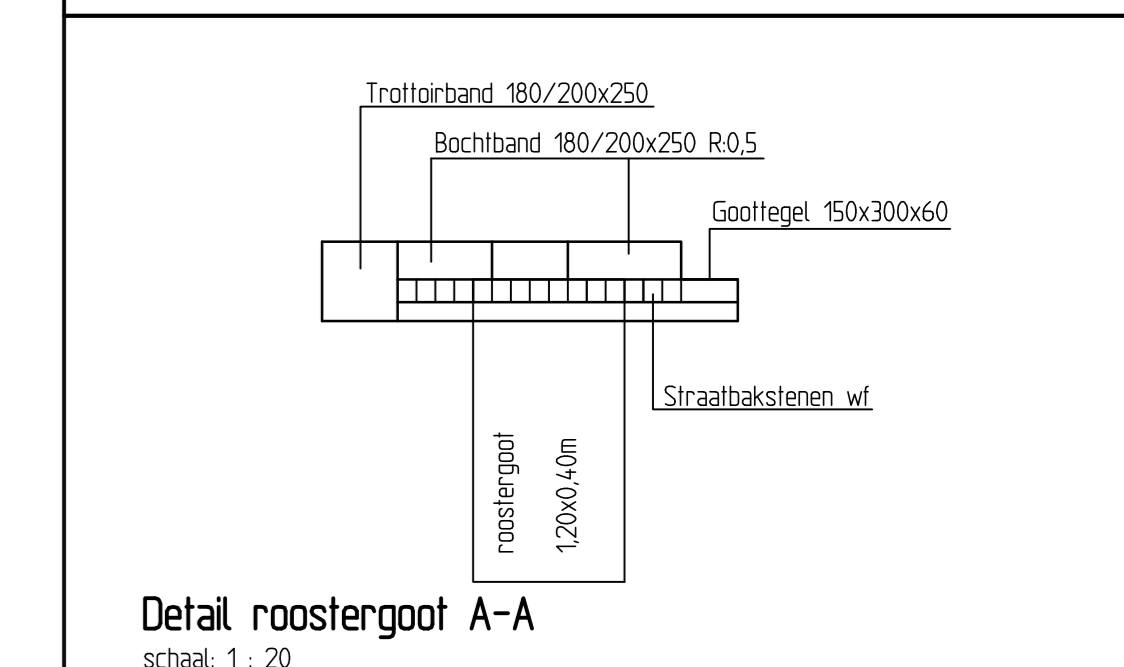 Trottoirband 180/200x250
Bochtband 180/200x250 R:0,5
Goottegel 150x300x60
Straatbakstenen wf
roostergoot
1,20x0,40m
Detail roostergoot A-A
schaal: 1 : 20